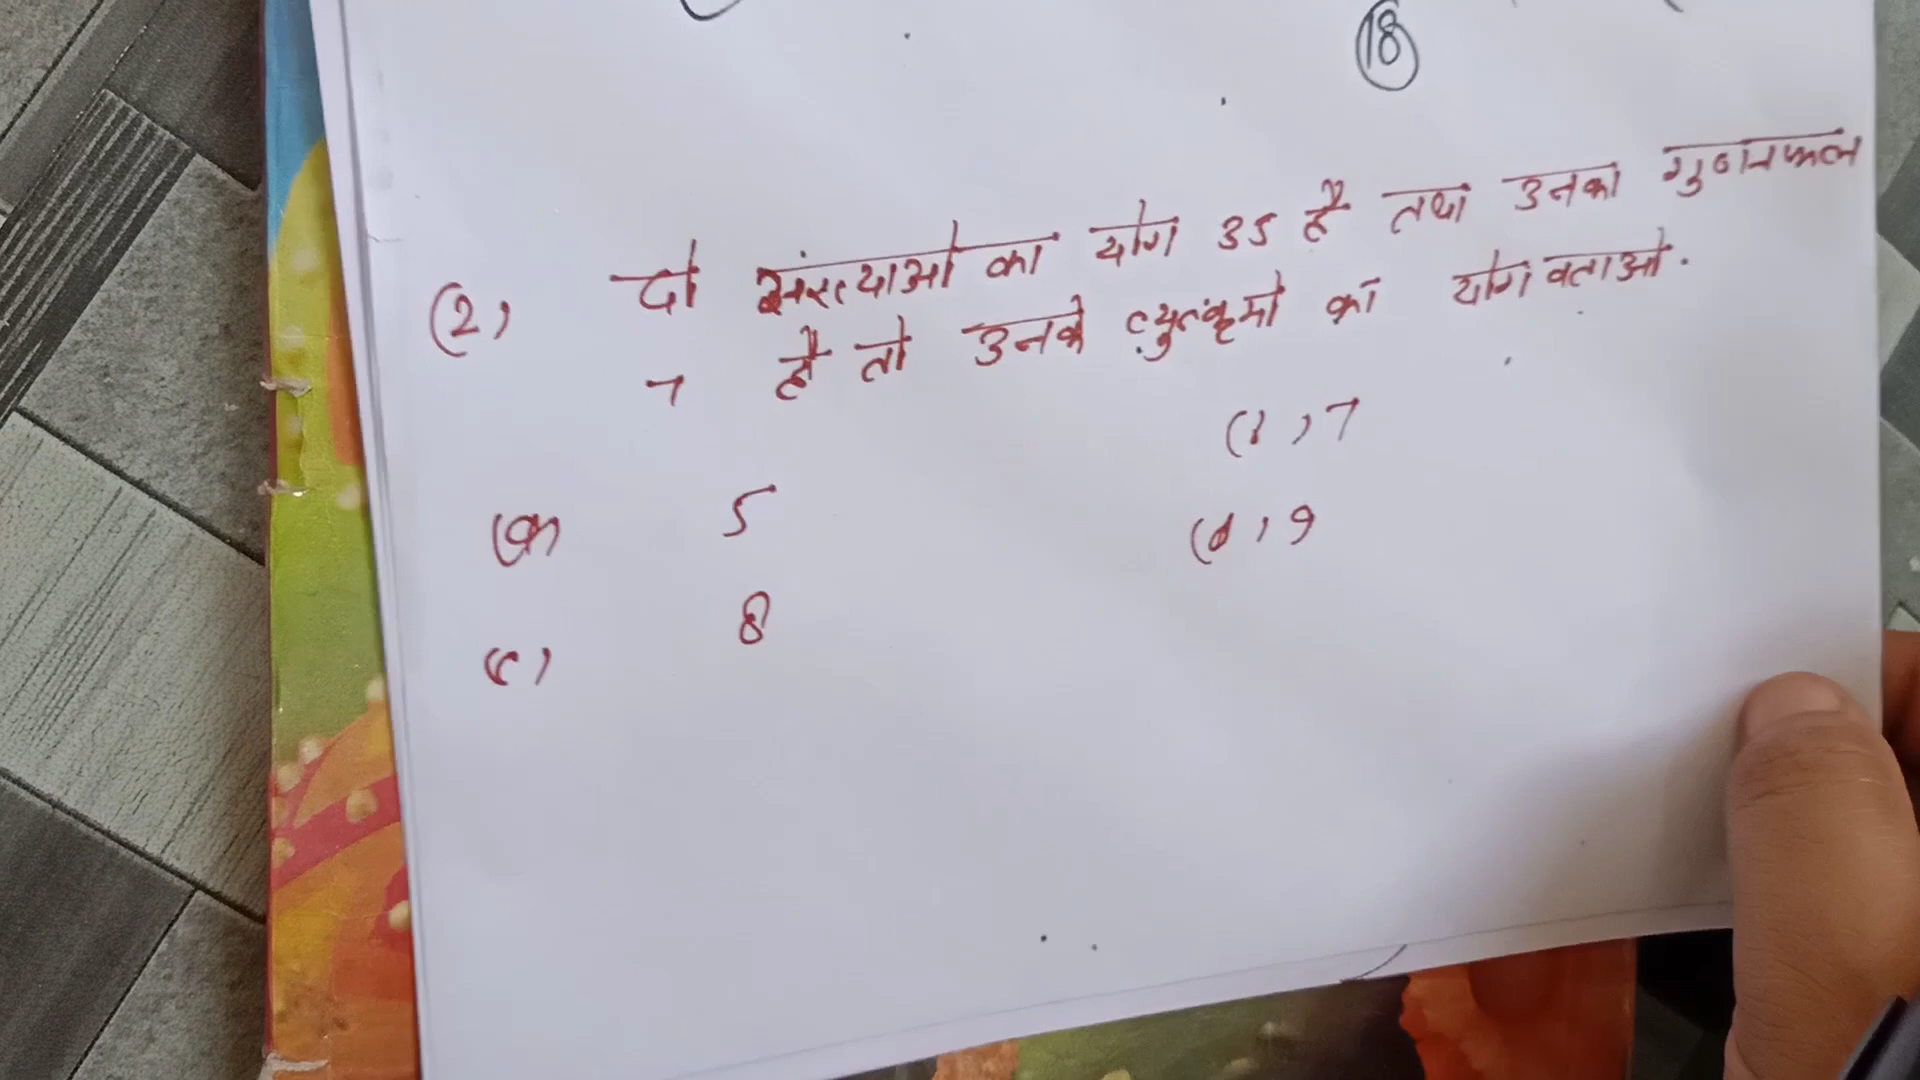 18
(2) दो संख्याओ का योग 35 है तथा उनका गुणनफल
7 है तो उनके व्युत्क्रमो का योग बताओ.
(a) 5 (b) 7
(c) 8 (d) 9